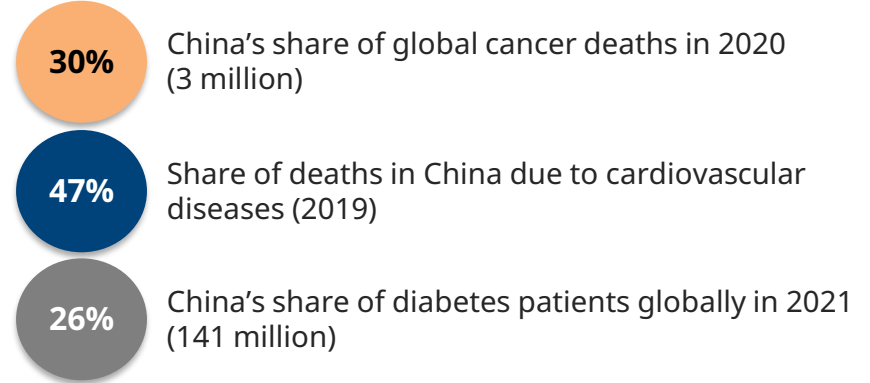 30%
China’s share of global cancer deaths in 2020
(3 million)
47%
Share of deaths in China due to cardiovascular
diseases (2019)
26%
China’s share of diabetes patients globally in 2021
(141 million)